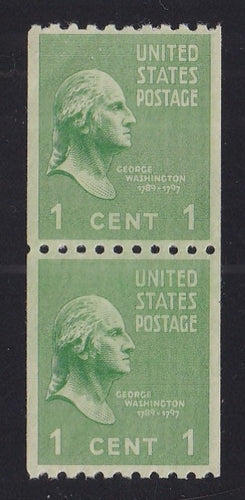 UNITED
STATES
POSTAGE
GEORGE
WASHINGTON
1789-1797
1 CENT 1
UNITED
STATES
POSTAGE
GEORGE
WASHINGTON
1789-1797
1 CENT 1